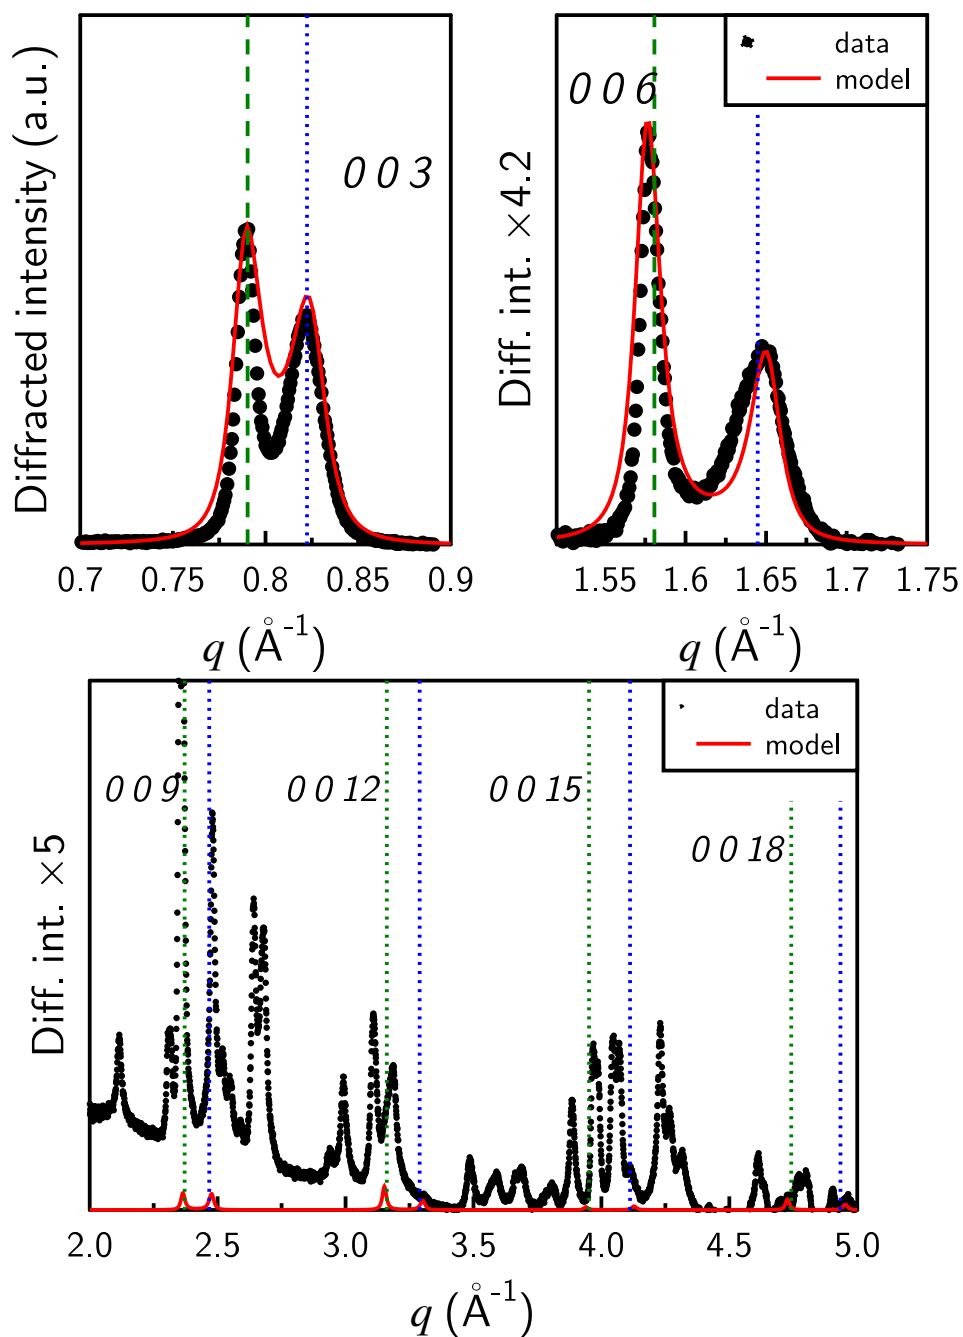 Diffracted intensity (a.u.)
0 0 3
0.7 0.75 0.8 0.85 0.9
q (Å-1)
Diff. int. ×4.2
0 0 6
data
model
1.55 1.6 1.65 1.7 1.75
q (Å-1)
Diff. int. ×5
data
model
0 0 9 0 0 12 0 0 15
0 0 18
2.0 2.5 3.0 3.5 4.0 4.5 5.0
q (Å-1)